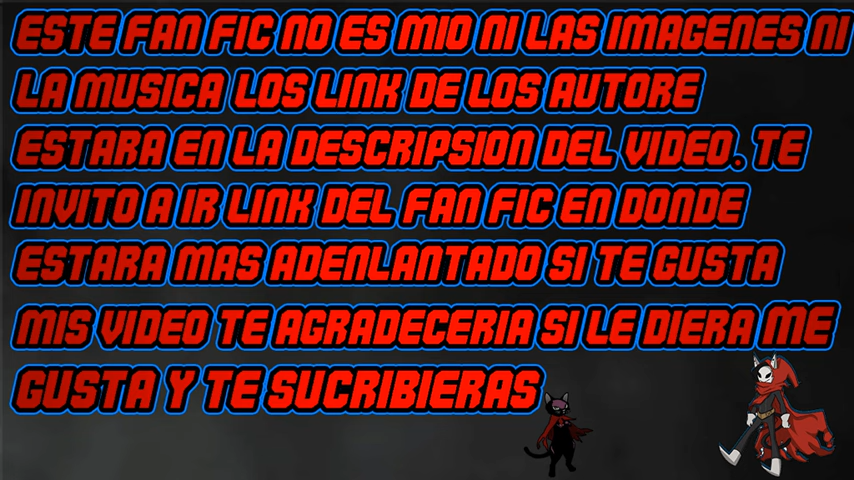 ESTE FAN FIC NO ES MIO NI LAS IMAGENES NI
LA MUSICA LOS LINK DE LOS AUTORE
ESTARA EN LA DESCRIPSION DEL VIDEO. TE
INVITO A IR LINK DEL FAN FIC EN DONDE
ESTARA MAS ADENLANTADO SI TE GUSTA
MIS VIDEO TE AGRADECERIA SI LE DIERA ME
GUSTA Y TE SUCRIBIERAS